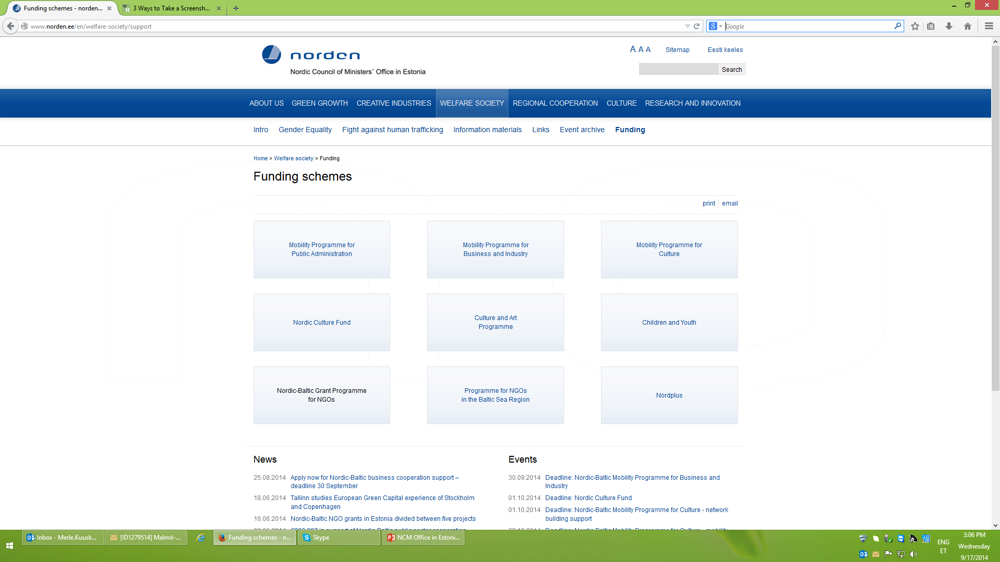 Funding schemes - norden...
3 Ways to Take a Screensh...
www.norden.ee/en/welfare-society/support
Google
norden
Nordic Council of Ministers´ Office in Estonia
A A A
Sitemap
Eesti keeles
Search
ABOUT US
GREEN GROWTH
CREATIVE INDUSTRIES
WELFARE SOCIETY
REGIONAL COOPERATION
CULTURE
RESEARCH AND INNOVATION
Intro
Gender Equality
Fight against human trafficking
Information materials
Links
Event archive
Funding
Home > Welfare society > Funding
Funding schemes
print
email
Mobility Programme for
Public Administration
Mobility Programme for
Business and Industry
Mobility Programme for
Culture
Nordic Culture Fund
Culture and Art
Programme
Children and Youth
Nordic-Baltic Grant Programme
for NGOs
Programme for NGOs
in the Baltic Sea Region
Nordplus
News
25.08.2014 Apply now for Nordic-Baltic business cooperation support –
deadline 30 September
18.06.2014 Tallinn studies European Green Capital experience of Stockholm
and Copenhagen
16.06.2014 Nordic-Baltic NGO grants in Estonia divided between five projects
Events
30.09.2014 Deadline: Nordic-Baltic Mobility Programme for Business and
Industry
01.10.2014 Deadline: Nordic Culture Fund
01.10.2014 Deadline: Nordic-Baltic Mobility Programme for Culture - network
building support
Inbox - Merle.Kuusk...
[ID1279514] Malmö-...
Funding schemes - n...
Skype
NCM Office in Estoni...
ENG
ET
3:06 PM
Wednesday
9/17/2014